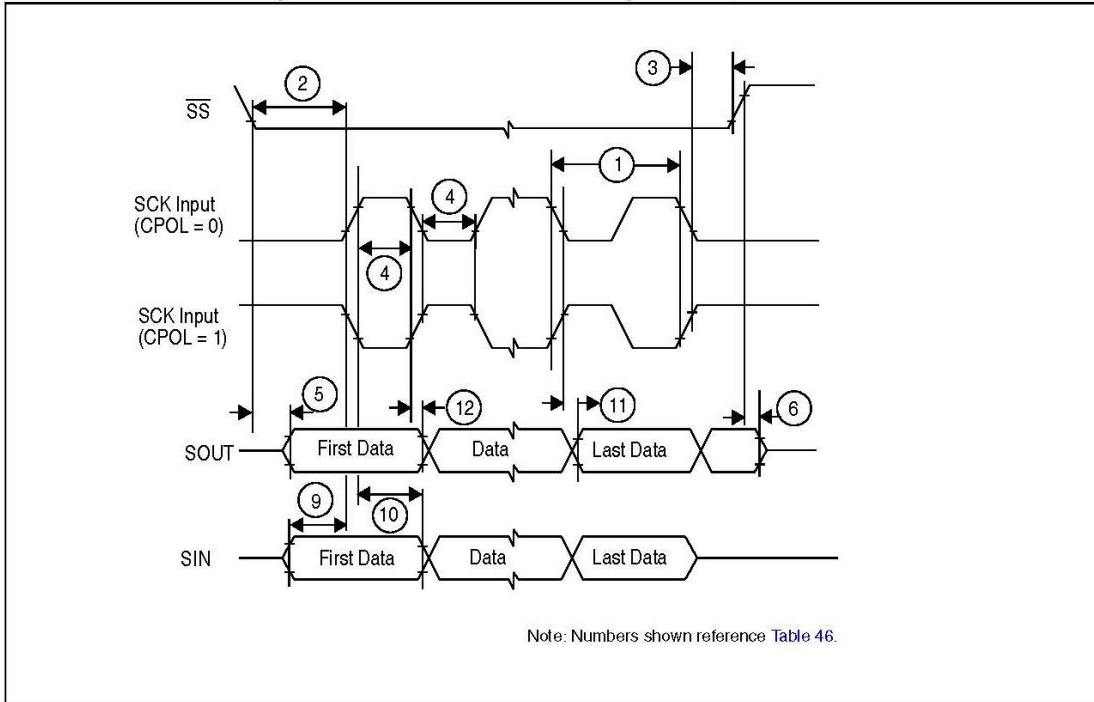 3
2
SS
1
SCK Input
(CPOL = 0)
4
4
SCK Input
(CPOL = 1)
5
12
11
6
SOUT
First Data
Data
Last Data
9
10
SIN
First Data
Data
Last Data
Note: Numbers shown reference Table 46.